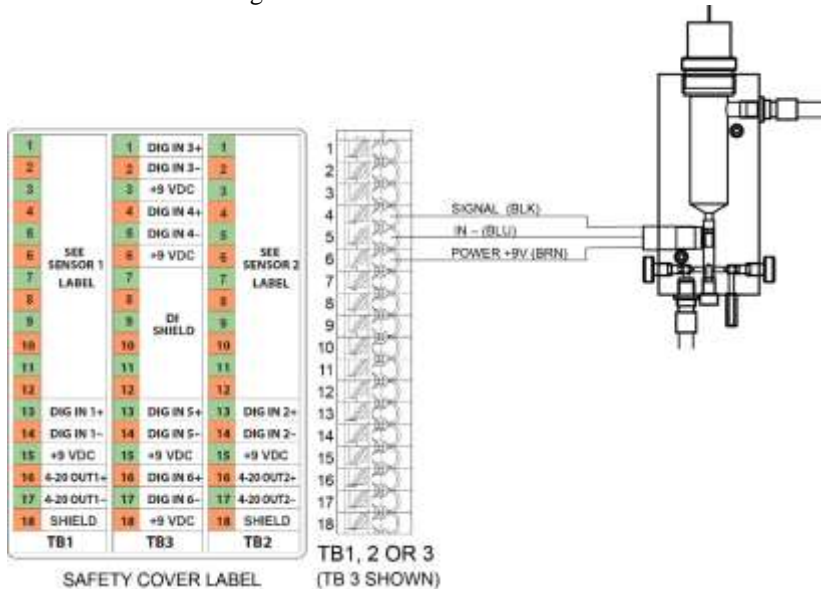 1 1 DIG IN 3+ 1
2 2 DIG IN 3- 2
3 3 +9 VDC 3
4 4 DIG IN 4+ 4
5 5 DIG IN 4- 5
6 6 +9 VDC 6
SEE SENSOR 1 LABEL
SEE SENSOR 2 LABEL
7 7 7
8 8 8
9 9 9
DI SHIELD
10 10 10
11 11 11
12 12 12
13 DIG IN 1+ 13 DIG IN 5+ 13 DIG IN 2+
14 DIG IN 1- 14 DIG IN 5- 14 DIG IN 2-
15 +9 VDC 15 +9 VDC 15 +9 VDC
16 4-20 OUT1+ 16 DIG IN 6+ 16 4-20 OUT2+
17 4-20 OUT1- 17 DIG IN 6- 17 4-20 OUT2-
18 SHIELD 18 +9 VDC 18 SHIELD
TB1 TB3 TB2
SAFETY COVER LABEL
1
2
3
4
5
6
7
8
9
10
11
12
13
14
15
16
17
18
TB1, 2 OR 3
(TB 3 SHOWN)
SIGNAL (BLK)
IN - (BLU)
POWER +9V (BRN)